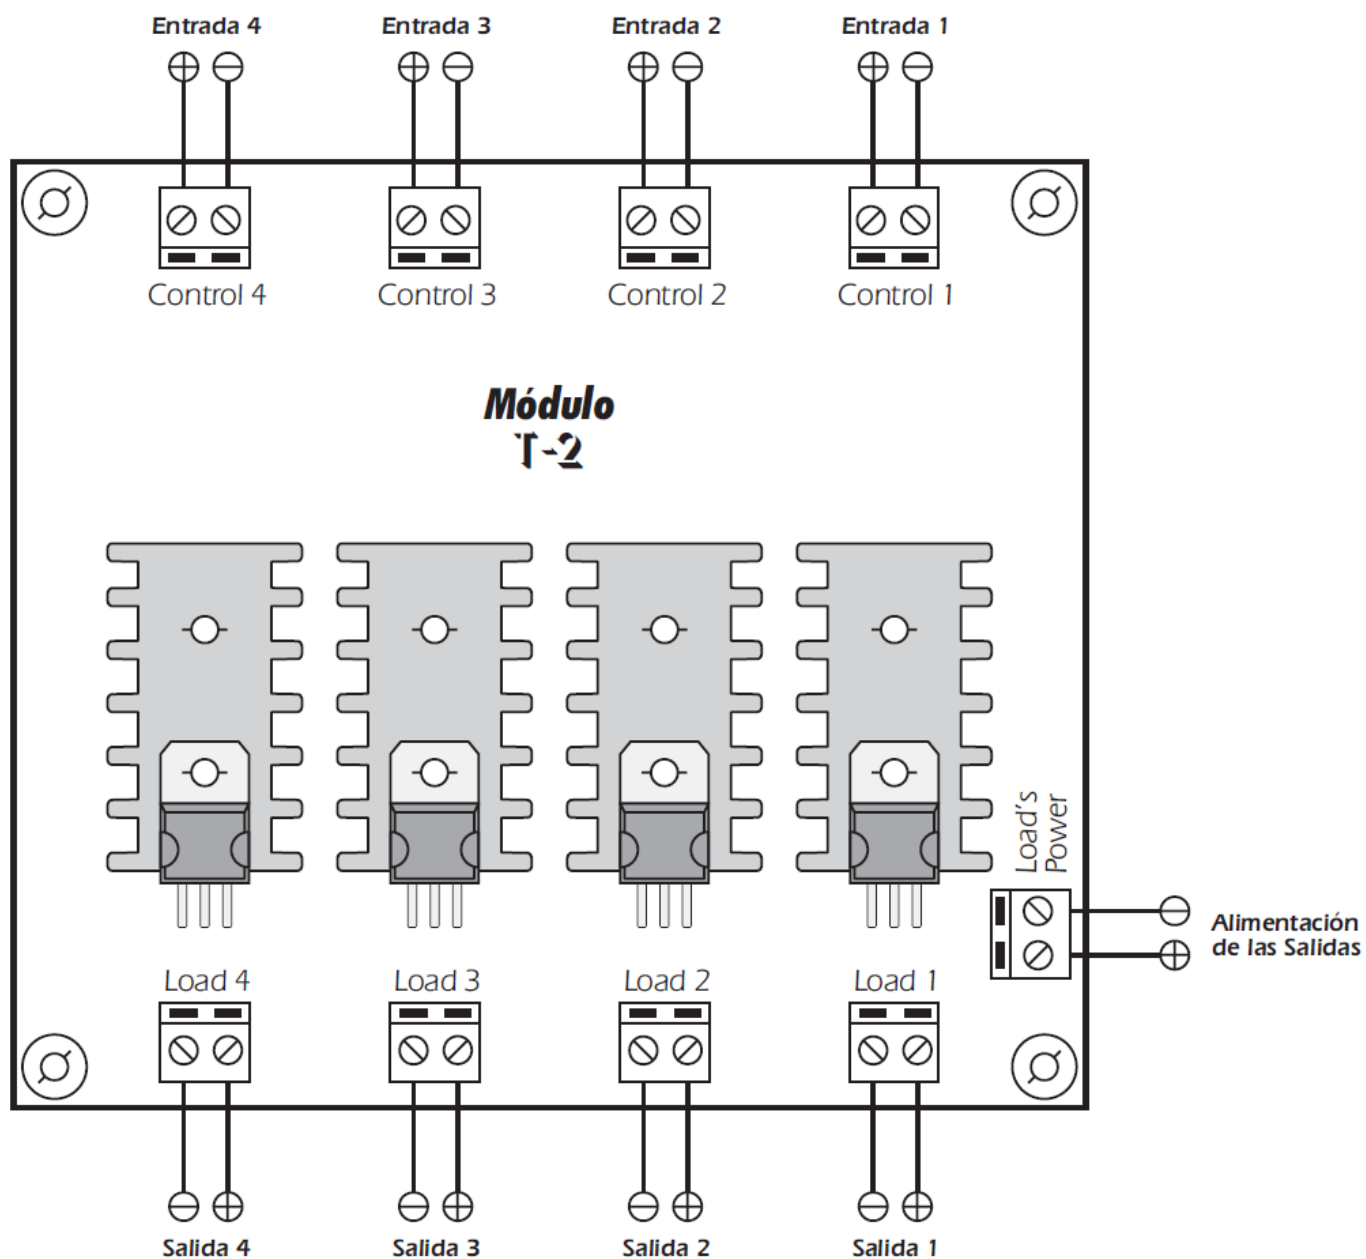 Entrada 4 Entrada 3 Entrada 2 Entrada 1
Control 4 Control 3 Control 2 Control 1
Módulo
T-2
Load's
Power
Alimentación
de las Salidas
Load 4 Load 3 Load 2 Load 1
Salida 4 Salida 3 Salida 2 Salida 1